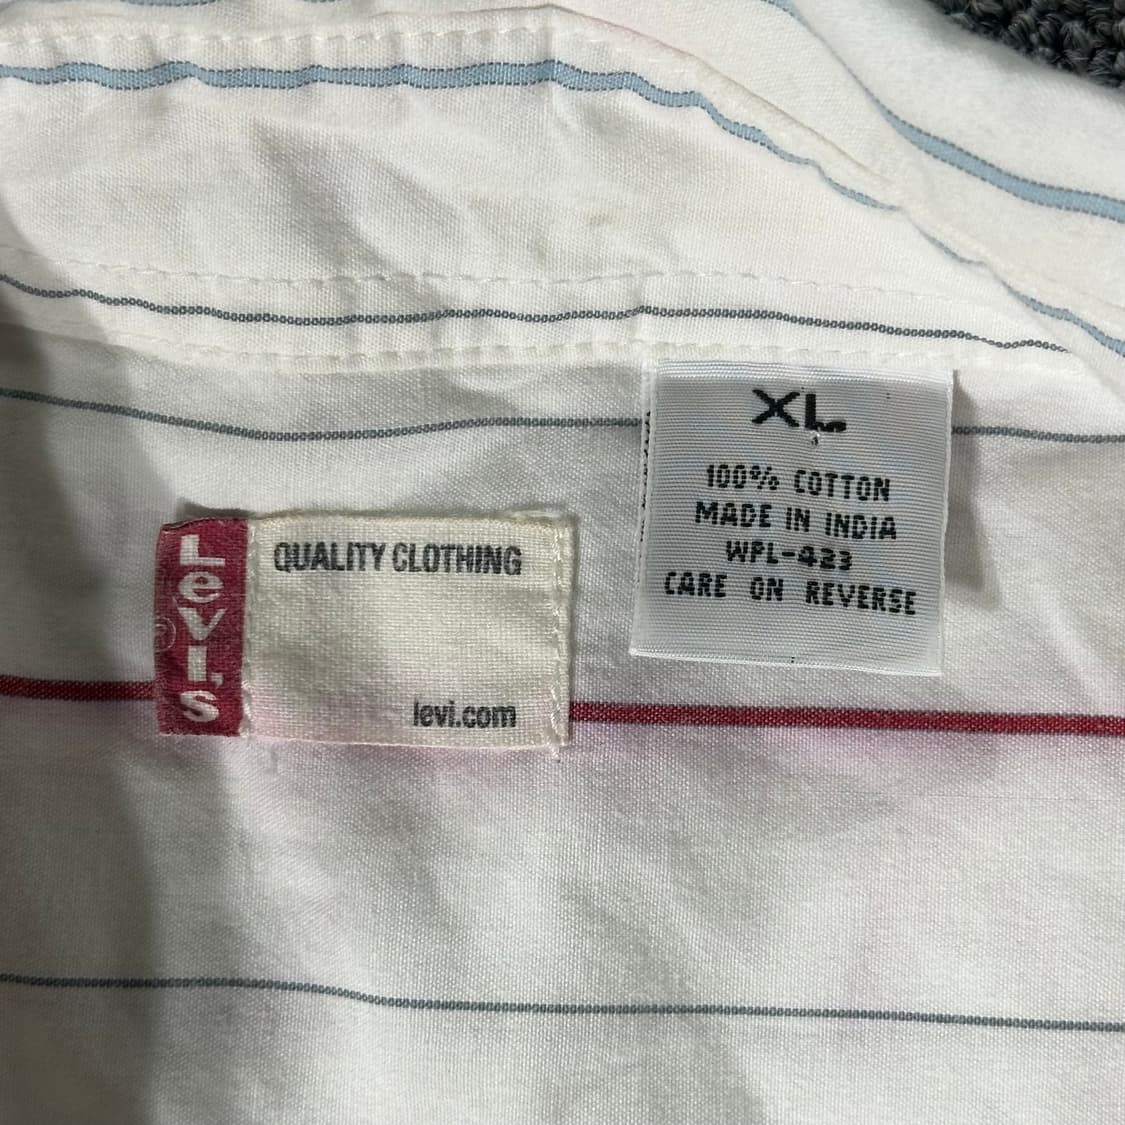 LEVI'S
®
QUALITY CLOTHING
levi.com
XL
100% COTTON
MADE IN INDIA
WPL-423
CARE ON REVERSE